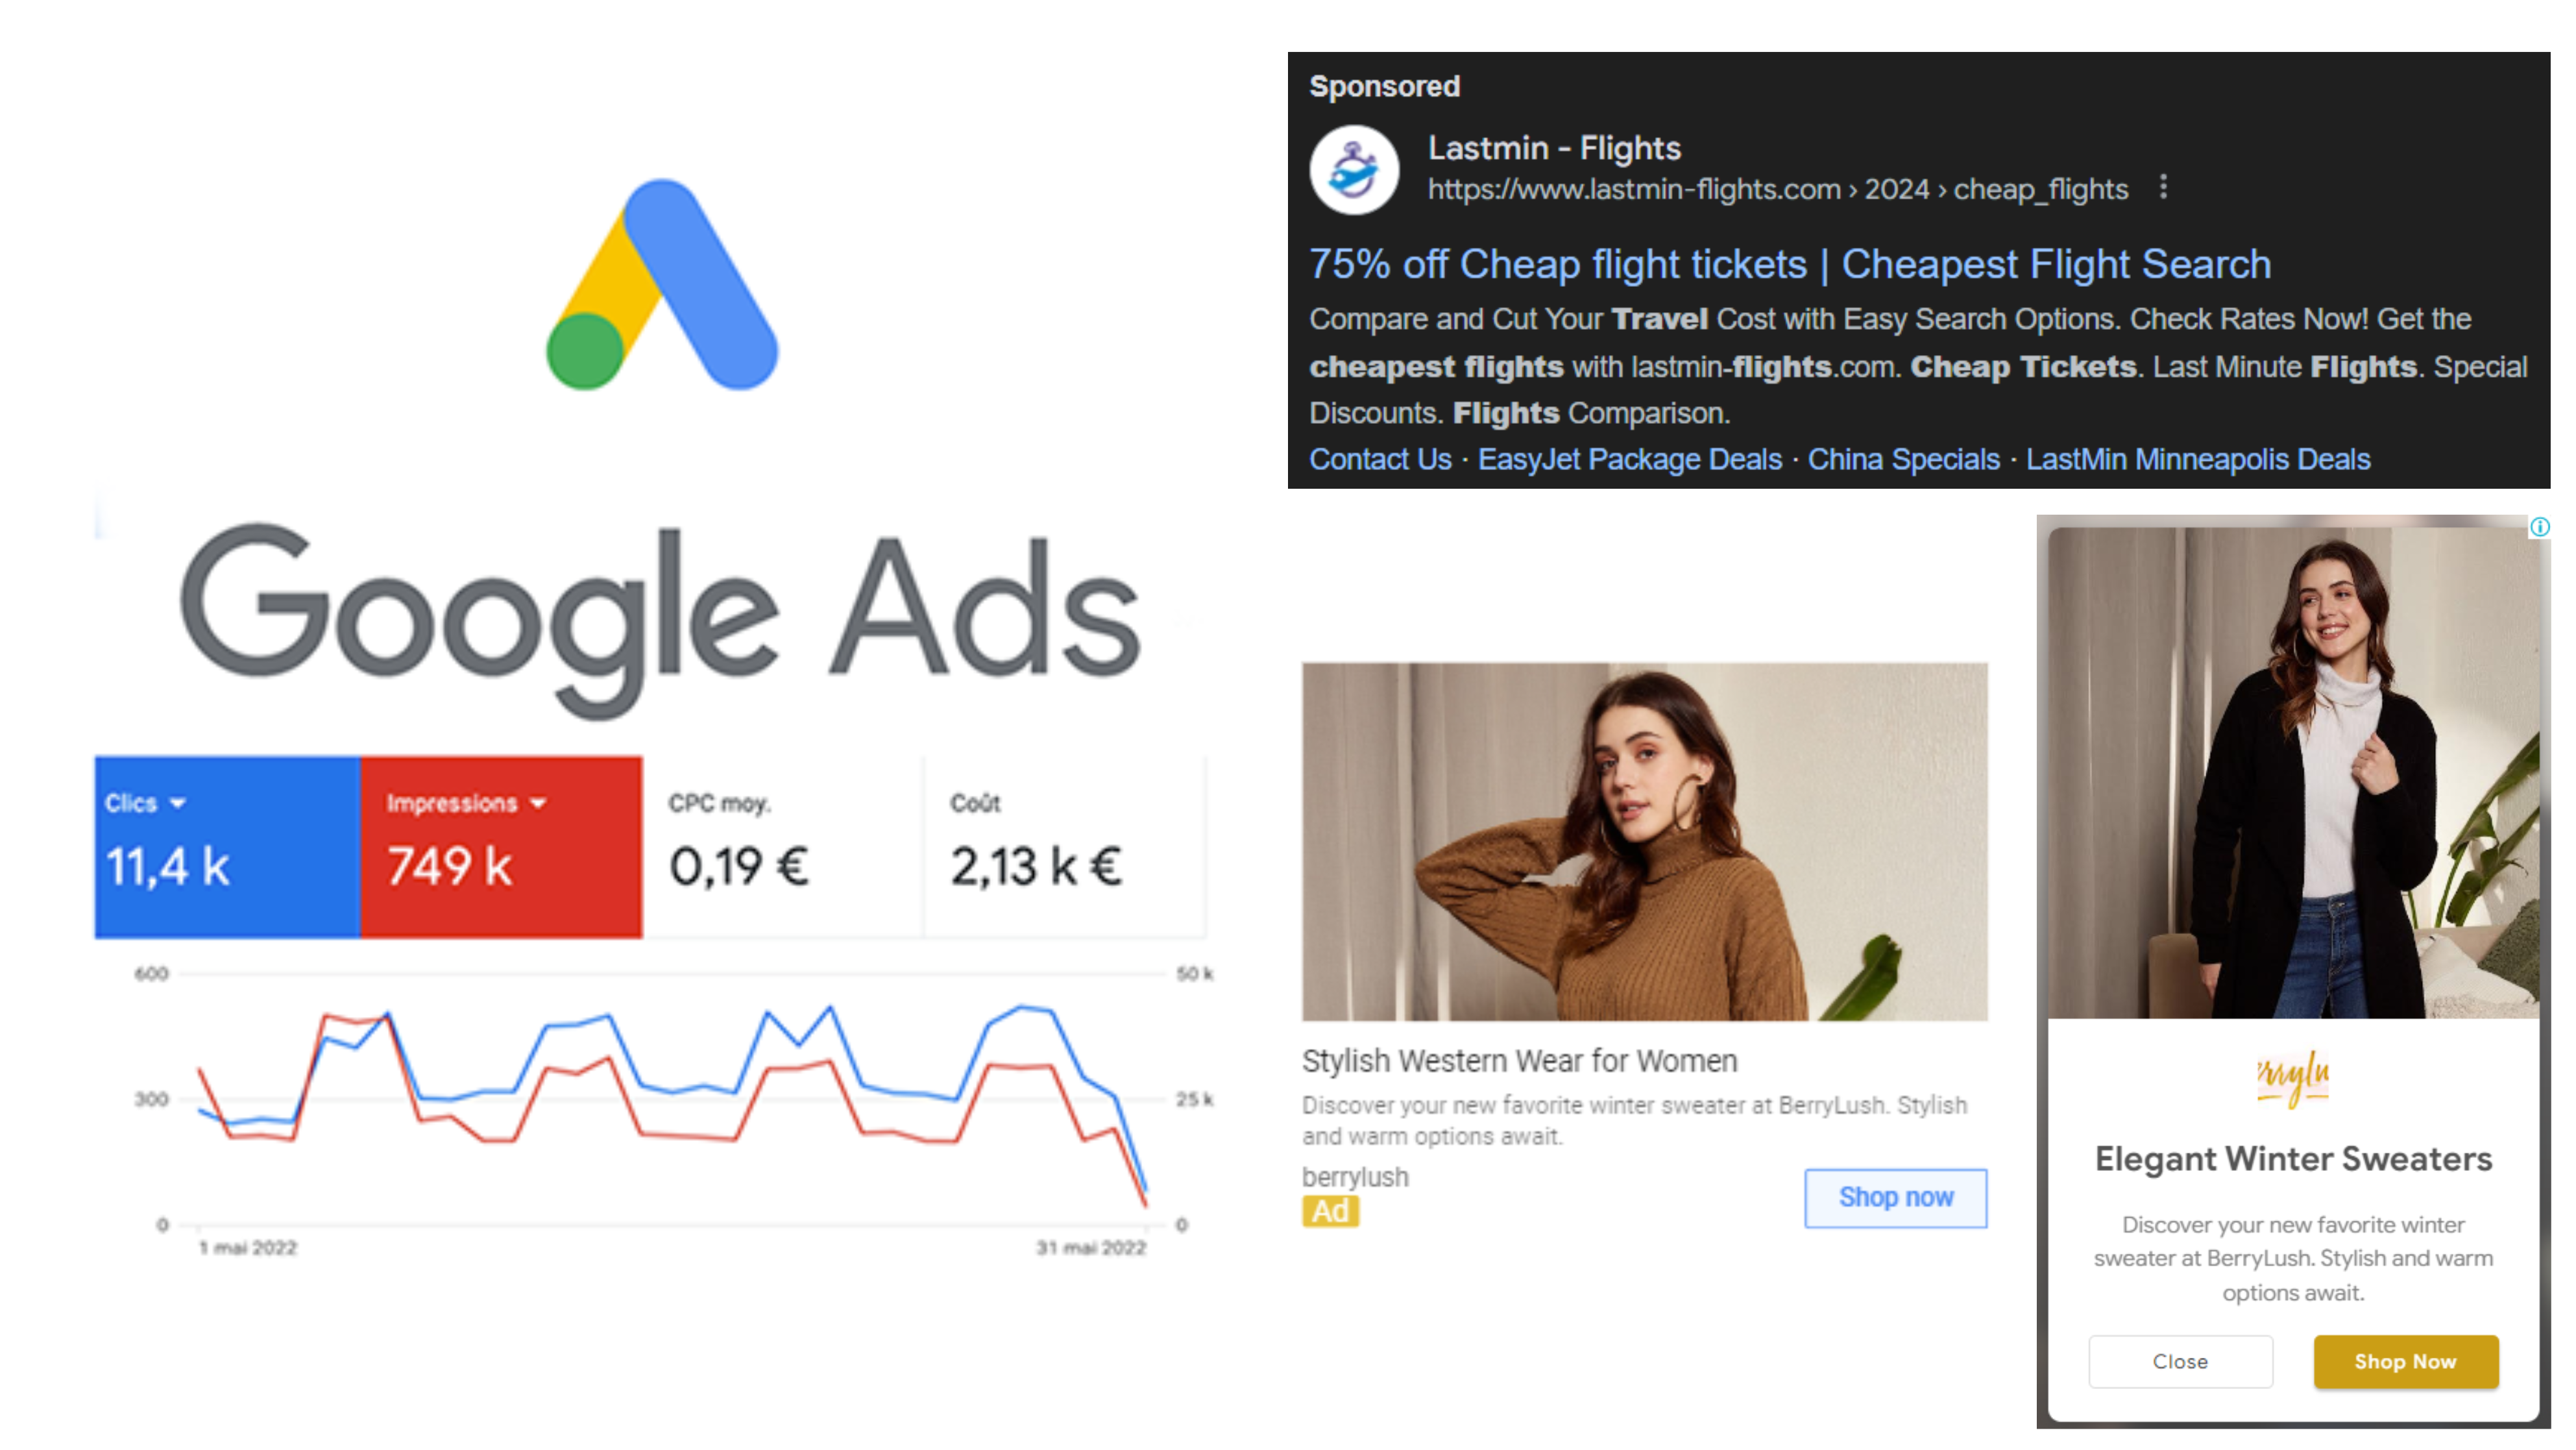 Google Ads
Clics
11,4 k
Impressions
749 k
CPC moy.
0,19 €
Coût
2,13 k €
600
50 k
300
25 k
0
0
1 mai 2022
31 mai 2022
Sponsored
Lastmin - Flights
https://www.lastmin-flights.com › 2024 › cheap_flights
75% off Cheap flight tickets | Cheapest Flight Search
Compare and Cut Your Travel Cost with Easy Search Options. Check Rates Now! Get the
cheapest flights with lastmin-flights.com. Cheap Tickets. Last Minute Flights. Special
Discounts. Flights Comparison.
Contact Us · EasyJet Package Deals · China Specials · LastMin Minneapolis Deals
Stylish Western Wear for Women
Discover your new favorite winter sweater at BerryLush. Stylish
and warm options await.
berrylush
Ad
Shop now
Elegant Winter Sweaters
Discover your new favorite winter
sweater at BerryLush. Stylish and warm
options await.
Close
Shop Now